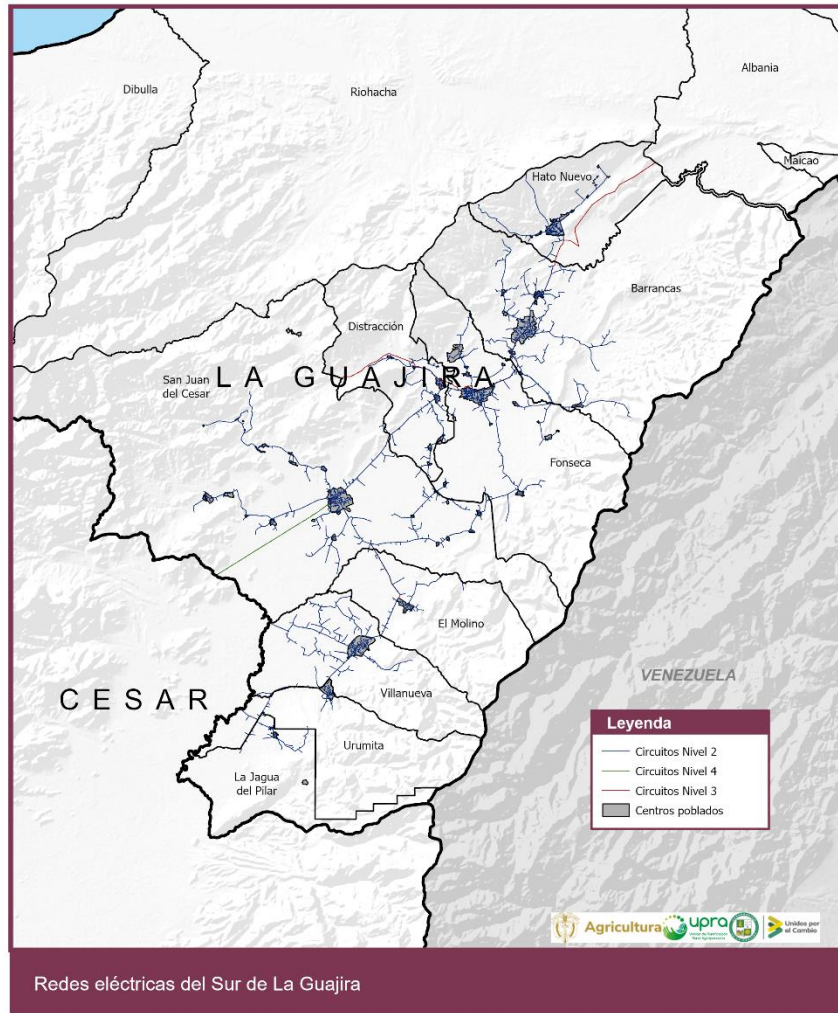 Albania
Dibulla
Riohacha
Maicao
Hato Nuevo
Barrancas
Distracción
San Juan
del Cesar
LA GUAJIRA
Fonseca
El Molino
VENEZUELA
CESAR
Villanueva
Urumita
La Jagua
del Pilar
Leyenda
Circuitos Nivel 2
Circuitos Nivel 4
Circuitos Nivel 3
Centros poblados
Agricultura
upra
Unidos por
el Cambio
Redes eléctricas del Sur de La Guajira